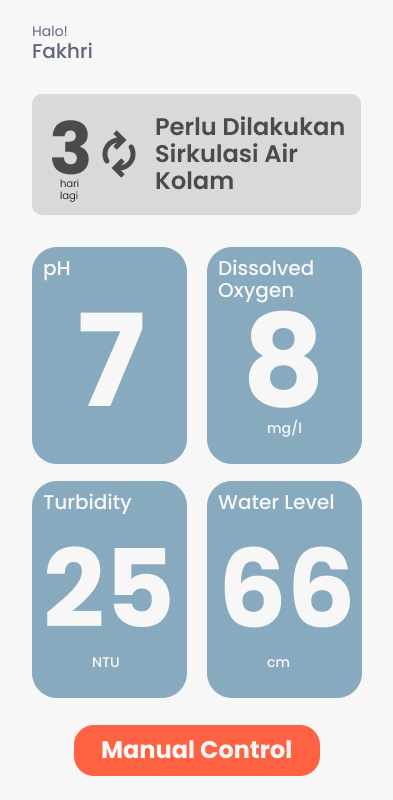 Halo!
Fakhri
3
hari
lagi
Perlu Dilakukan
Sirkulasi Air
Kolam
pH
7
Dissolved
Oxygen
8
mg/l
Turbidity
25
NTU
Water Level
66
cm
Manual Control